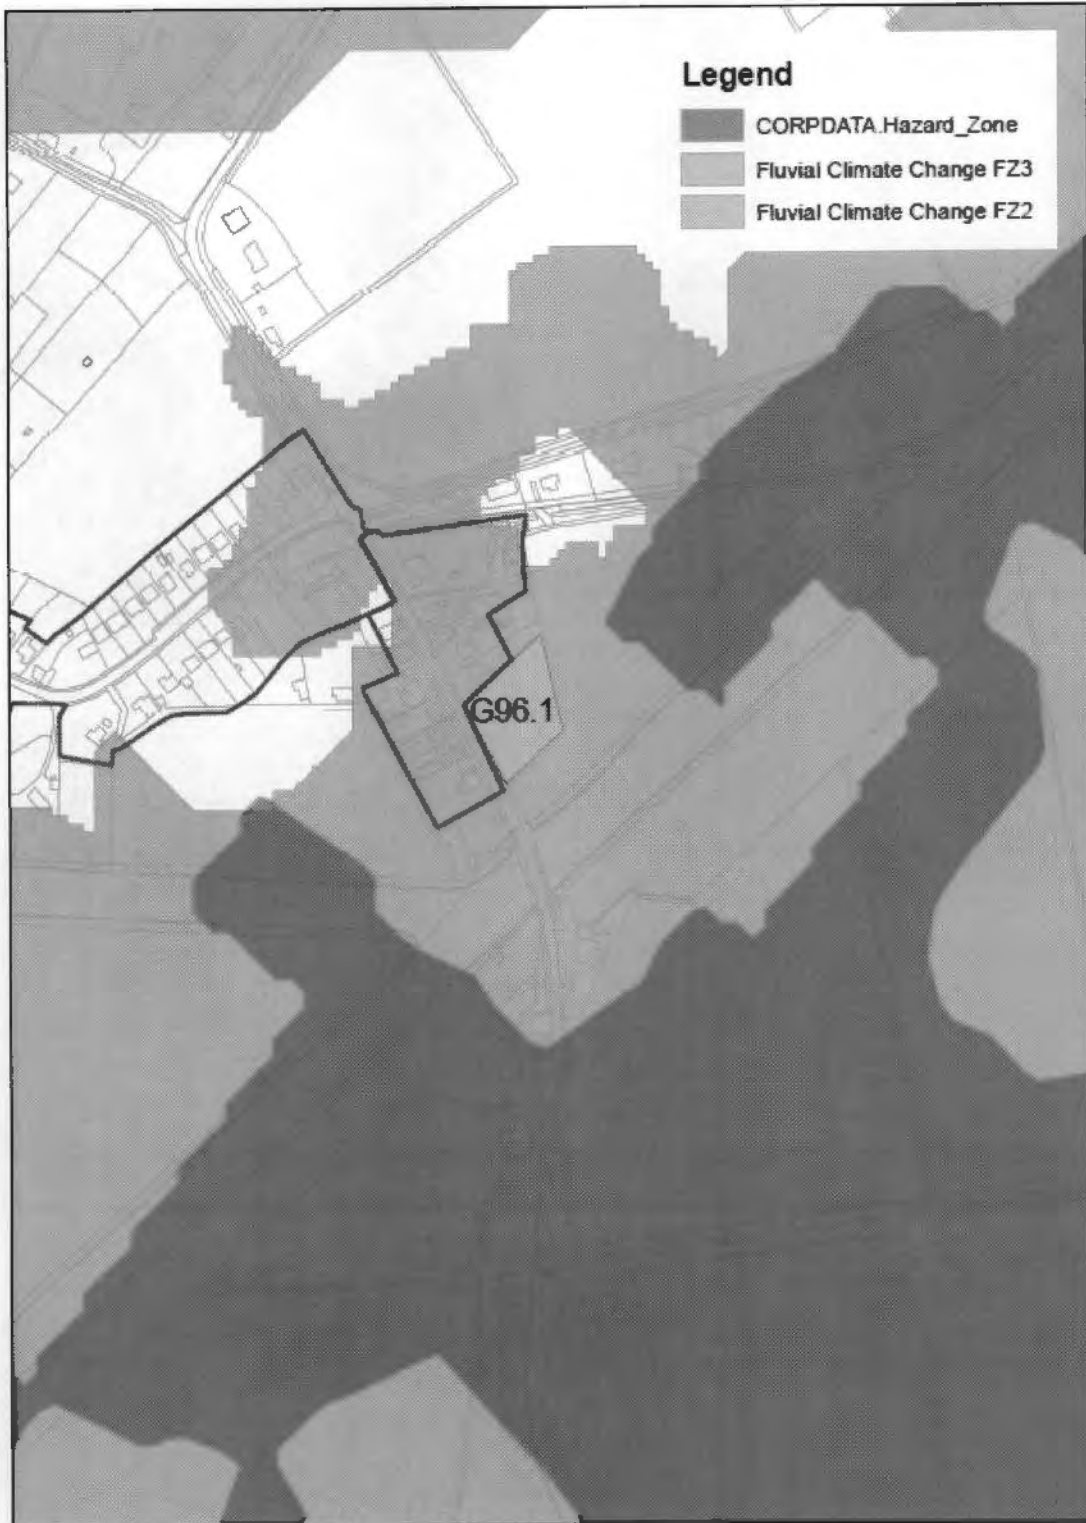 Legend
CORPDATA.Hazard_Zone
Fluvial Climate Change FZ3
Fluvial Climate Change FZ2
G96.1